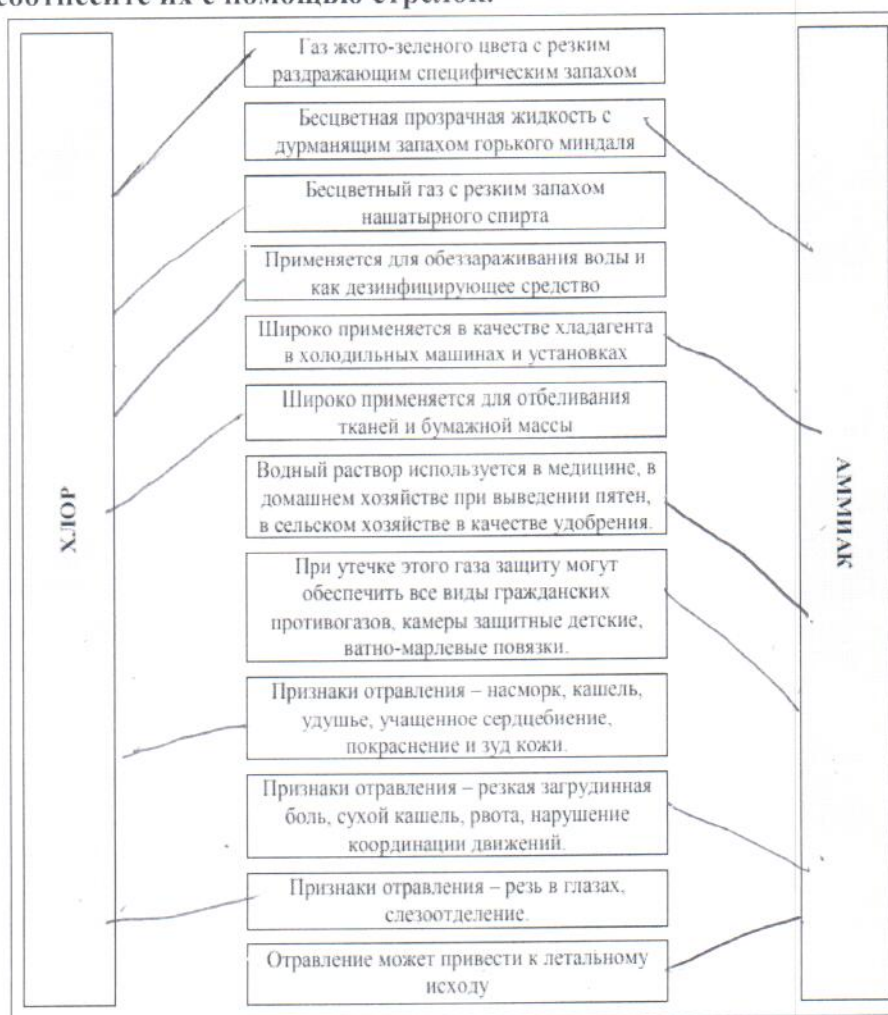 соотнесите их с помощью стрелок.
Газ желто-зеленого цвета с резким
раздражающим специфическим запахом
Бесцветная прозрачная жидкость с
дурманящим запахом горького миндаля
Бесцветный газ с резким запахом
нашатырного спирта
Применяется для обеззараживания воды и
как дезинфицирующее средство
Широко применяется в качестве хладагента
в холодильных машинах и установках
Широко применяется для отбеливания
тканей и бумажной массы
ХЛОР
Водный раствор используется в медицине, в
домашнем хозяйстве при выведении пятен,
в сельском хозяйстве в качестве удобрения.
АММИАК
При утечке этого газа защиту могут
обеспечить все виды гражданских
противогазов, камеры защитные детские,
ватно-марлевые повязки.
Признаки отравления – насморк, кашель,
удушье, учащенное сердцебиение,
покраснение и зуд кожи.
Признаки отравления – резкая загрудинная
боль, сухой кашель, рвота, нарушение
координации движений.
Признаки отравления – резь в глазах,
слезоотделение.
Отравление может привести к летальному
исходу